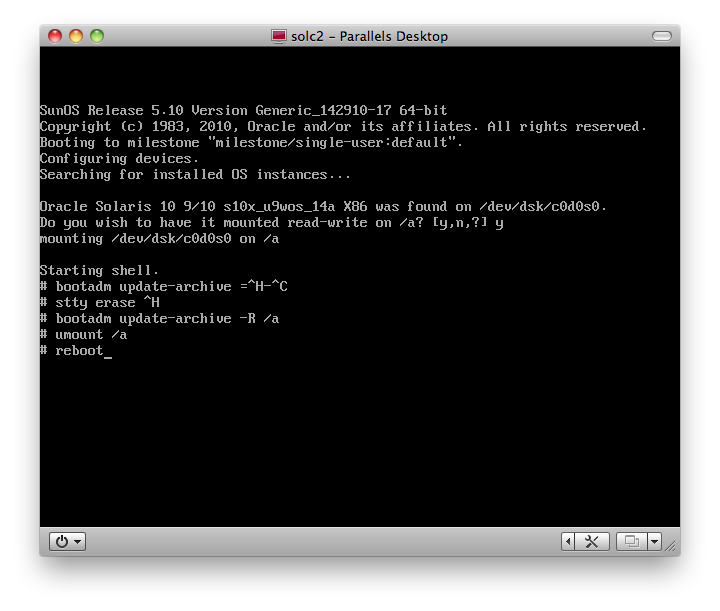 solc2 - Parallels Desktop
SunOS Release 5.10 Version Generic_142910-17 64-bit
Copyright (c) 1983, 2010, Oracle and/or its affiliates. All rights reserved.
Booting to milestone "milestone/single-user:default".
Configuring devices.
Searching for installed OS instances...
Oracle Solaris 10 9/10 s10x_u9wos_14a X86 was found on /dev/dsk/c0d0s0.
Do you wish to have it mounted read-write on /a? [y,n,?] y
mounting /dev/dsk/c0d0s0 on /a
Starting shell.
# bootadm update-archive =^H-^C
# stty erase ^H
# bootadm update-archive -R /a
# umount /a
# reboot_